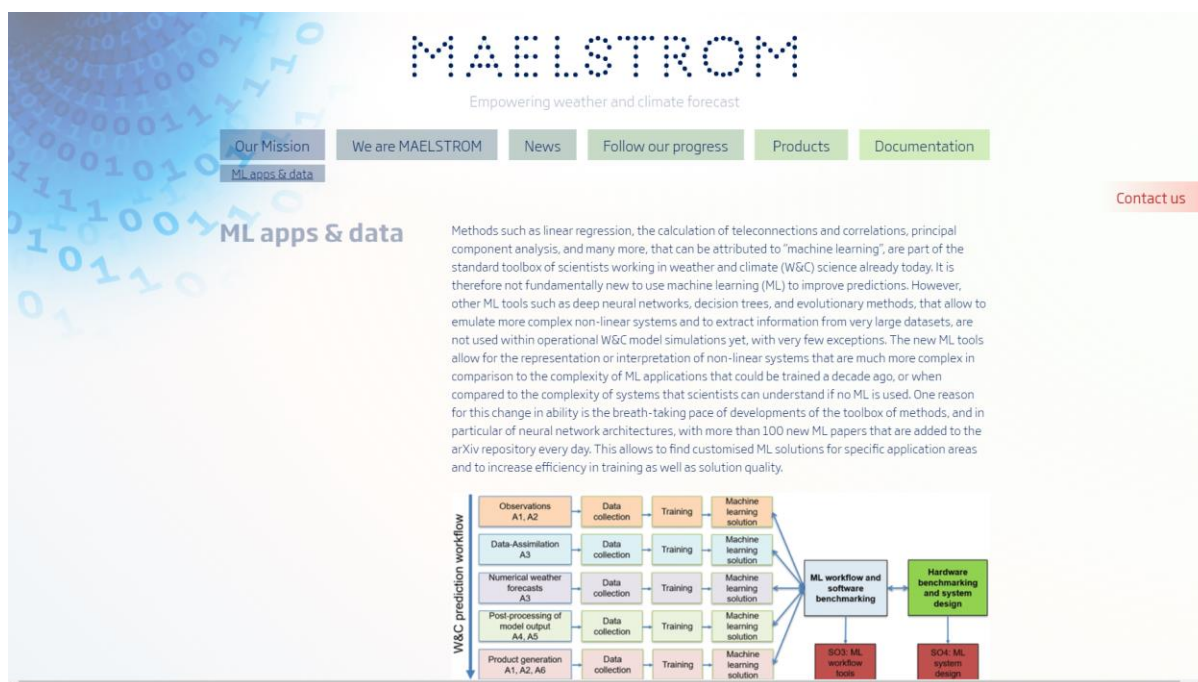 MAELSTROM
Empowering weather and climate forecast
Our Mission
We are MAELSTROM
News
Follow our progress
Products
Documentation
ML apps & data
Contact us
ML apps & data
Methods such as linear regression, the calculation of teleconnections and correlations, principal
component analysis, and many more, that can be attributed to "machine learning", are part of the
standard toolbox of scientists working in weather and climate (W&C) science already today. It is
therefore not fundamentally new to use machine learning (ML) to improve predictions. However,
other ML tools such as deep neural networks, decision trees, and evolutionary methods, that allow to
emulate more complex non-linear systems and to extract information from very large datasets, are
not used within operational W&C model simulations yet, with very few exceptions. The new ML tools
allow for the representation or interpretation of non-linear systems that are much more complex in
comparison to the complexity of ML applications that could be trained a decade ago, or when
compared to the complexity of systems that scientists can understand if no ML is used. One reason
for this change in ability is the breath-taking pace of developments of the toolbox of methods, and in
particular of neural network architectures, with more than 100 new ML papers that are added to the
arXiv repository every day. This allows to find customised ML solutions for specific application areas
and to increase efficiency in training as well as solution quality.
W&C prediction workflow
Observations
A1, A2
Data
collection
Training
Machine
learning
solution
Data-Assimilation
A3
Data
collection
Training
Machine
learning
solution
Numerical weather
forecasts
A3
Data
collection
Training
Machine
learning
solution
Post-processing of
model output
A4, A5
Data
collection
Training
Machine
learning
solution
Product generation
A1, A2, A6
Data
collection
Training
Machine
learning
solution
ML workflow and
software
benchmarking
Hardware
benchmarking
and system
design
SO3: ML
workflow
tools
SO4: ML
system
design